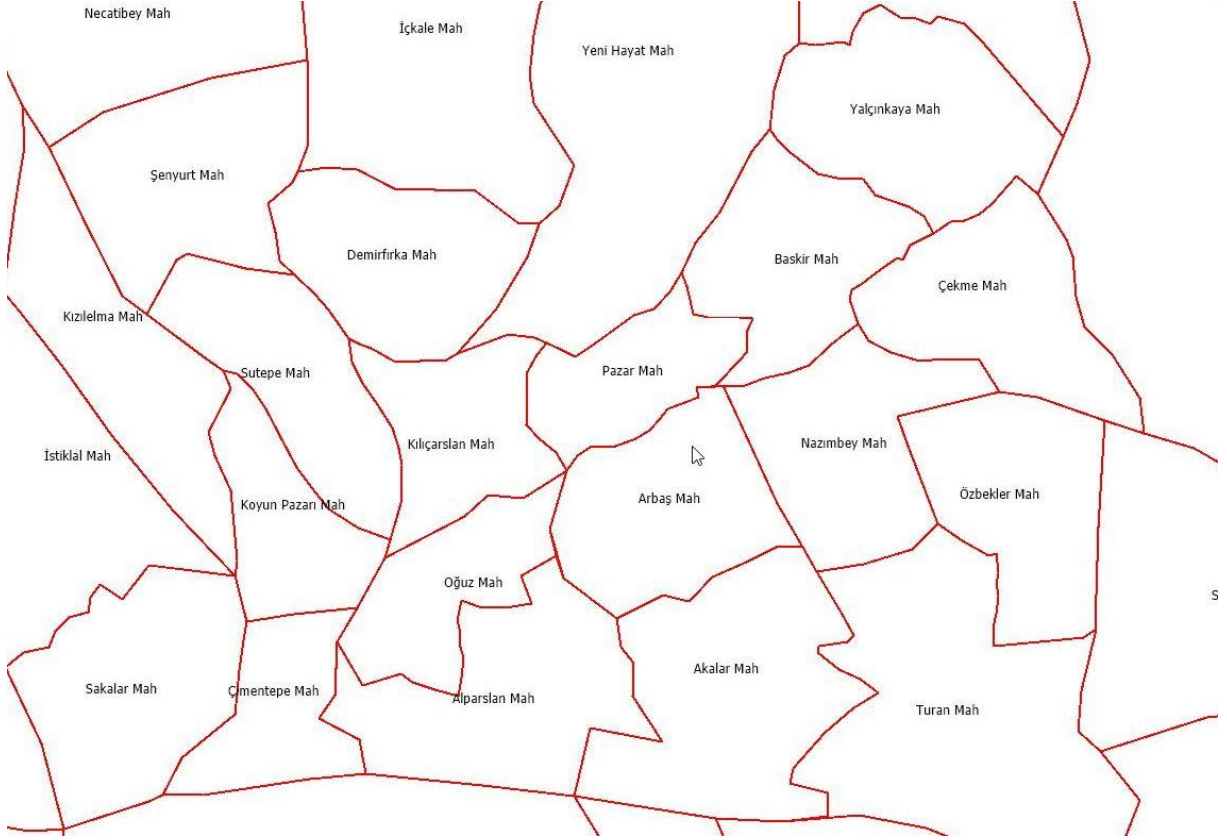 Necatibey Mah
İçkale Mah
Yeni Hayat Mah
Yalçınkaya Mah
Şenyurt Mah
Demirfırka Mah
Baskir Mah
Çekme Mah
Kızılelma Mah
Sutepe Mah
Pazar Mah
Kılıçarslan Mah
Nazımbey Mah
İstiklal Mah
Koyun Pazarı Mah
Arbaş Mah
Özbekler Mah
Oğuz Mah
S
Sakalar Mah
Çimentepe Mah
Alparslan Mah
Akalar Mah
Turan Mah